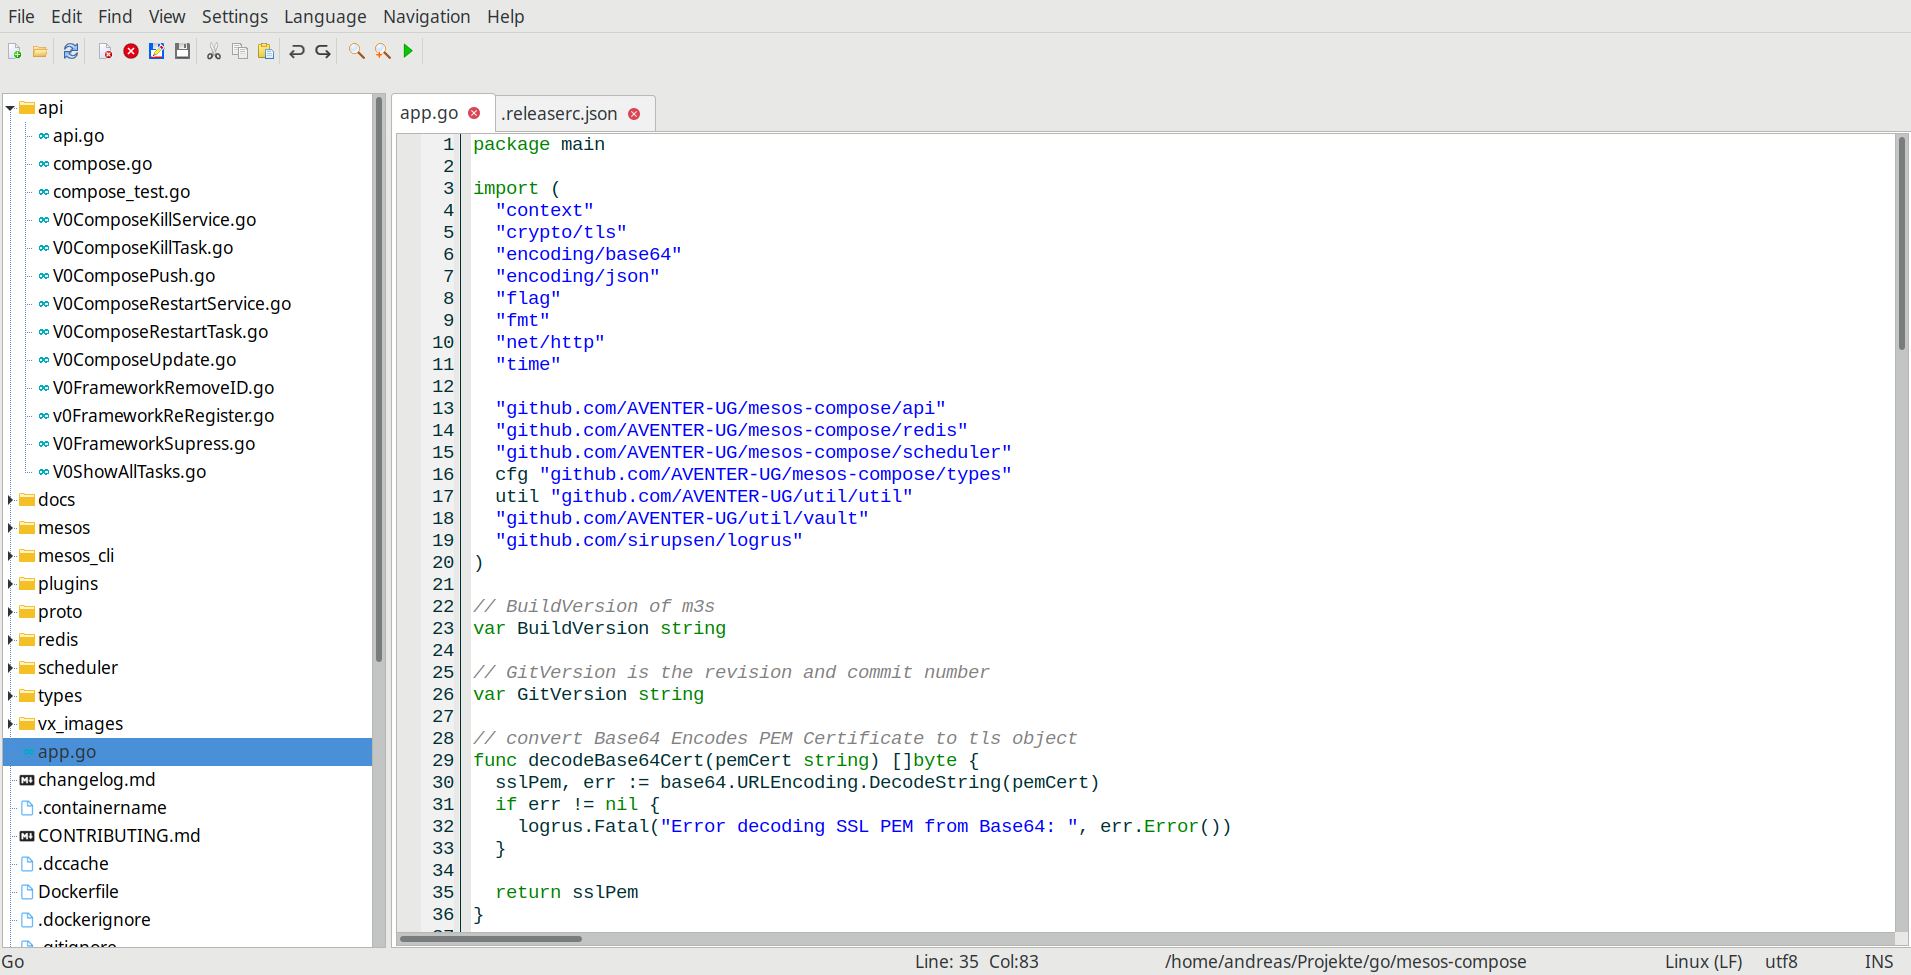 File Edit Find View Settings Language Navigation Help
api
api.go
compose.go
compose_test.go
V0ComposeKillService.go
V0ComposeKillTask.go
V0ComposePush.go
V0ComposeRestartService.go
V0ComposeRestartTask.go
V0ComposeUpdate.go
V0FrameworkRemoveID.go
v0FrameworkReRegister.go
V0FrameworkSupress.go
V0ShowAllTasks.go
docs
mesos
mesos_cli
plugins
proto
redis
scheduler
types
vx_images
app.go
changelog.md
.containername
CONTRIBUTING.md
.dccache
Dockerfile
.dockerignore
.gitignore
app.go .releaserc.json
1 package main
2
3 import (
4 "context"
5 "crypto/tls"
6 "encoding/base64"
7 "encoding/json"
8 "flag"
9 "fmt"
10 "net/http"
11 "time"
12
13 "github.com/AVENTER-UG/mesos-compose/api"
14 "github.com/AVENTER-UG/mesos-compose/redis"
15 "github.com/AVENTER-UG/mesos-compose/scheduler"
16 cfg "github.com/AVENTER-UG/mesos-compose/types"
17 util "github.com/AVENTER-UG/util/util"
18 "github.com/AVENTER-UG/util/vault"
19 "github.com/sirupsen/logrus"
20 )
21
22 // BuildVersion of m3s
23 var BuildVersion string
24
25 // GitVersion is the revision and commit number
26 var GitVersion string
27
28 // convert Base64 Encodes PEM Certificate to tls object
29 func decodeBase64Cert(pemCert string) []byte {
30 sslPem, err := base64.URLEncoding.DecodeString(pemCert)
31 if err != nil {
32 logrus.Fatal("Error decoding SSL PEM from Base64: ", err.Error())
33 }
34
35 return sslPem
36 }
Go Line: 35 Col:83 /home/andreas/Projekte/go/mesos-compose Linux (LF) utf8 INS